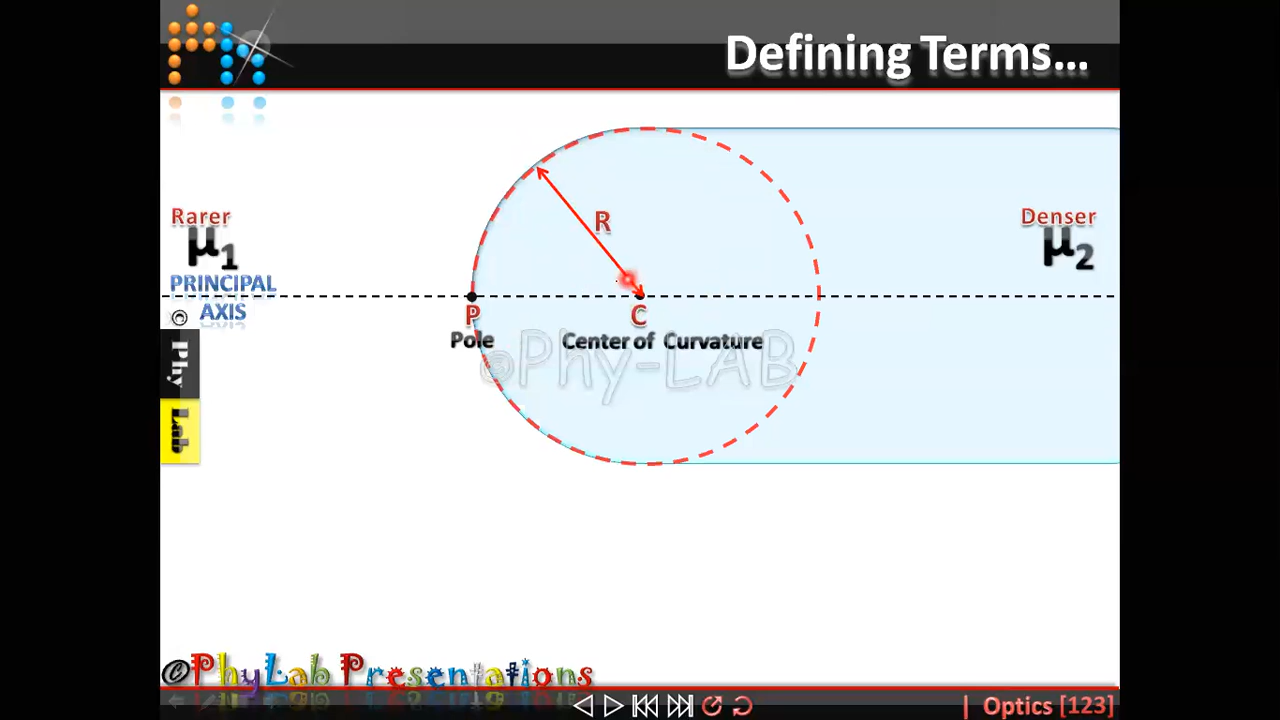 Defining Terms...
R
Rarer
μ1
Denser
μ2
PRINCIPAL
AXIS
P
Pole
C
Center of Curvature
©Phy-LAB
©
Phy
Lab
©PhyLab Presentations
| Optics [123]